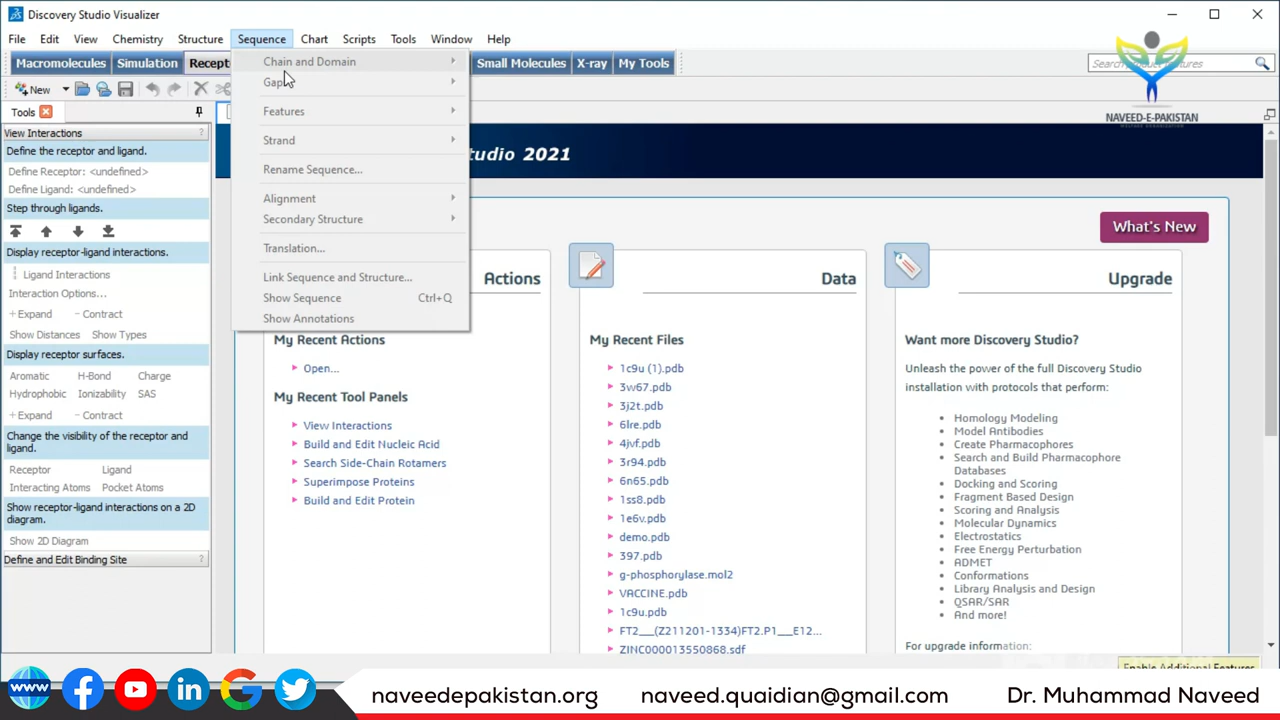 Discovery Studio Visualizer
File Edit View Chemistry Structure Sequence Chart Scripts Tools Window Help
Macromolecules Simulation Recept Small Molecules X-ray My Tools
New
Tools
View Interactions ?
Define the receptor and ligand.
Define Receptor: <undefined>
Define Ligand: <undefined>
Step through ligands.
Display receptor-ligand interactions.
Ligand Interactions
Interaction Options...
+Expand -Contract
Show Distances Show Types
Display receptor surfaces.
Aromatic H-Bond Charge
Hydrophobic Ionizability SAS
+Expand -Contract
Change the visibility of the receptor and
ligand.
Receptor Ligand
Interacting Atoms Pocket Atoms
Show receptor-ligand interactions on a 2D
diagram.
Show 2D Diagram
Define and Edit Binding Site ?
Chain and Domain
Gap
Features
Strand
Rename Sequence...
Alignment
Secondary Structure
Translation...
Link Sequence and Structure...
Show Sequence Ctrl+Q
Show Annotations
NAVEED-E-PAKISTAN
tudio 2021
What's New
Actions
My Recent Actions
Open...
My Recent Tool Panels
View Interactions
Build and Edit Nucleic Acid
Search Side-Chain Rotamers
Superimpose Proteins
Build and Edit Protein
Data
My Recent Files
1c9u (1).pdb
3w67.pdb
3j2t.pdb
6lre.pdb
4jvf.pdb
3r94.pdb
6n65.pdb
1ss8.pdb
1e6v.pdb
demo.pdb
397.pdb
g-phosphorylase.mol2
VACCINE.pdb
1c9u.pdb
FT2__(Z211201-1334)FT2.P1__E12...
ZINC000013550868.sdf
Upgrade
Want more Discovery Studio?
Unleash the power of the full Discovery Studio
installation with protocols that perform:
Homology Modeling
Model Antibodies
Create Pharmacophores
Search and Build Pharmacophore
Databases
Docking and Scoring
Fragment Based Design
Scoring and Analysis
Molecular Dynamics
Electrostatics
Free Energy Perturbation
ADMET
Conformations
Library Analysis and Design
QSAR/SAR
And more!
For upgrade information:
Enable Additional Features
www
naveedepakistan.org naveed.quaidian@gmail.com Dr. Muhammad Naveed